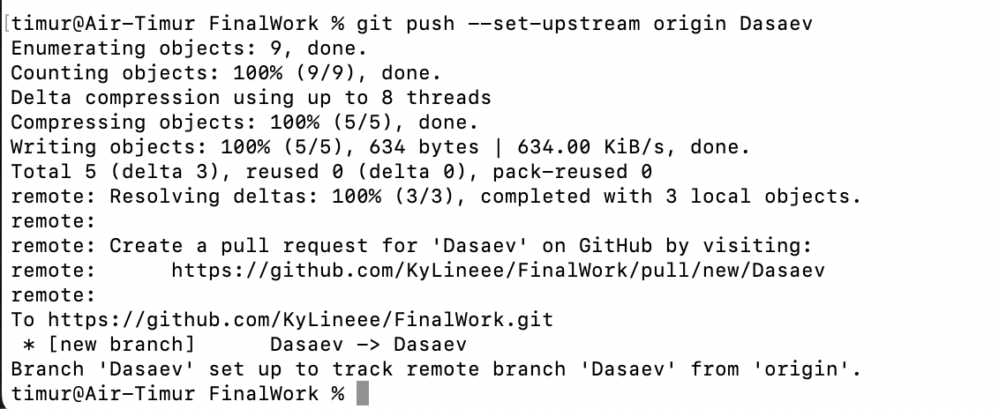 [timur@Air-Timur FinalWork % git push --set-upstream origin Dasaev
Enumerating objects: 9, done.
Counting objects: 100% (9/9), done.
Delta compression using up to 8 threads
Compressing objects: 100% (5/5), done.
Writing objects: 100% (5/5), 634 bytes | 634.00 KiB/s, done.
Total 5 (delta 3), reused 0 (delta 0), pack-reused 0
remote: Resolving deltas: 100% (3/3), completed with 3 local objects.
remote:
remote: Create a pull request for 'Dasaev' on GitHub by visiting:
remote:      https://github.com/KyLineee/FinalWork/pull/new/Dasaev
remote:
To https://github.com/KyLineee/FinalWork.git
 * [new branch]      Dasaev -> Dasaev
Branch 'Dasaev' set up to track remote branch 'Dasaev' from 'origin'.
timur@Air-Timur FinalWork %